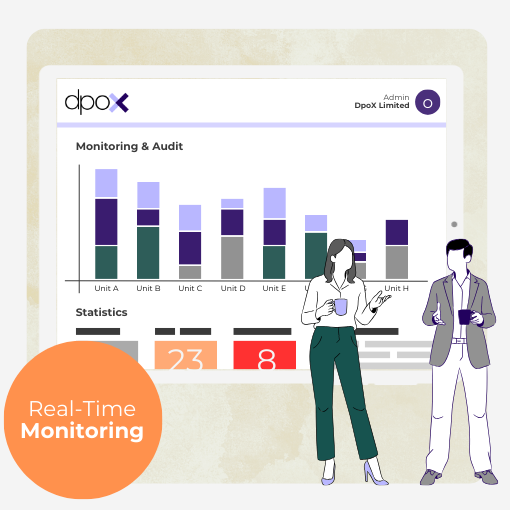 dpox
Admin
DpoX Limited
O
Monitoring & Audit
Unit A Unit B Unit C Unit D Unit E Unit H
Statistics
23 8
Real-Time
Monitoring